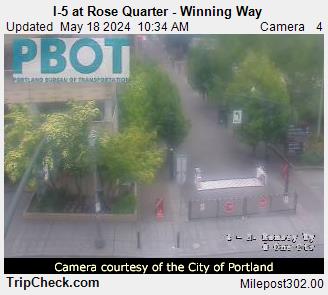 I-5 at Rose Quarter - Winning Way
Updated May 18 2024 10:34 AM Camera 4
PBOT
PORTLAND BUREAU OF TRANSPORTATION
Camera courtesy of the City of Portland
TripCheck.com Milepost302.00